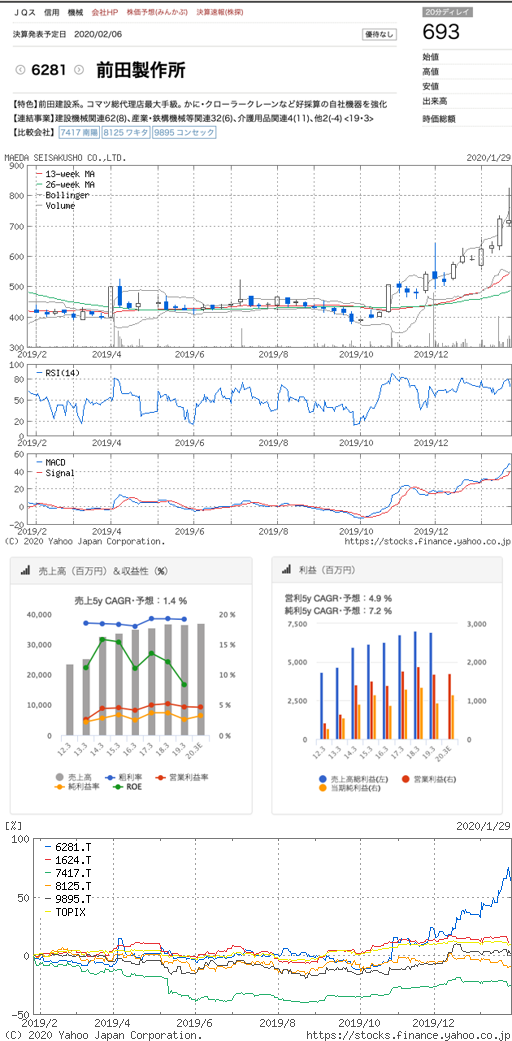 JQス 信用 機械 会社HP 株価予想(みんかぶ) 決算速報(株探)
20分ディレイ
決算発表予定日 2020/02/06
優待なし
693
6281 前田製作所
始値
高値
安値
出来高
時価総額
【特色】前田建設系。コマツ総代理店最大手級。かに・クローラークレーンなど好採算の自社機器を強化
【連結事業】建設機械関連62(8)、産業・鉄構機械等関連32(6)、介護用品関連4(11)、他2(-4) <19・3>
【比較会社】 7417 南陽 8125 ワキタ 9895 コンセック
MAEDA SEISAKUSHO CO.,LTD. 2020/1/29
900
800
700
600
500
400
300
13-week MA
26-week MA
Bollinger
Volume
2019/2 2019/4 2019/6 2019/8 2019/10 2019/12
100
80
60
50
20
0
RSI(14)
2019/2 2019/4 2019/6 2019/8 2019/10 2019/12
60
40
20
0
-20
MACD
Signal
2019/2 2019/4 2019/6 2019/8 2019/10 2019/12
(C) 2020 Yahoo Japan Corporation. https://stocks.finance.yahoo.co.jp
売上高（百万円）＆収益性（%）
売上5y CAGR・予想：1.4 %
40,000
30,000
20,000
10,000
0
20 %
15 %
10 %
5 %
0 %
12.3 13.3 14.3 15.3 16.3 17.3 18.3 19.3 20.3E
売上高 粗利率 営業利益率
純利益率 ROE
利益（百万円）
営利5y CAGR・予想：4.9 %
純利5y CAGR・予想：7.2 %
7,500
5,000
2,500
0
3,000
2,000
1,000
0
12.3 13.3 14.3 15.3 16.3 17.3 18.3 19.3 20.3E
売上高総利益(左) 営業利益(右)
当期純利益(右)
[%] 2020/1/29
100
50
0
-50
6281.T
1624.T
7417.T
8125.T
9895.T
TOPIX
2019/2 2019/4 2019/6 2019/8 2019/10 2019/12
(C) 2020 Yahoo Japan Corporation. https://stocks.finance.yahoo.co.jp